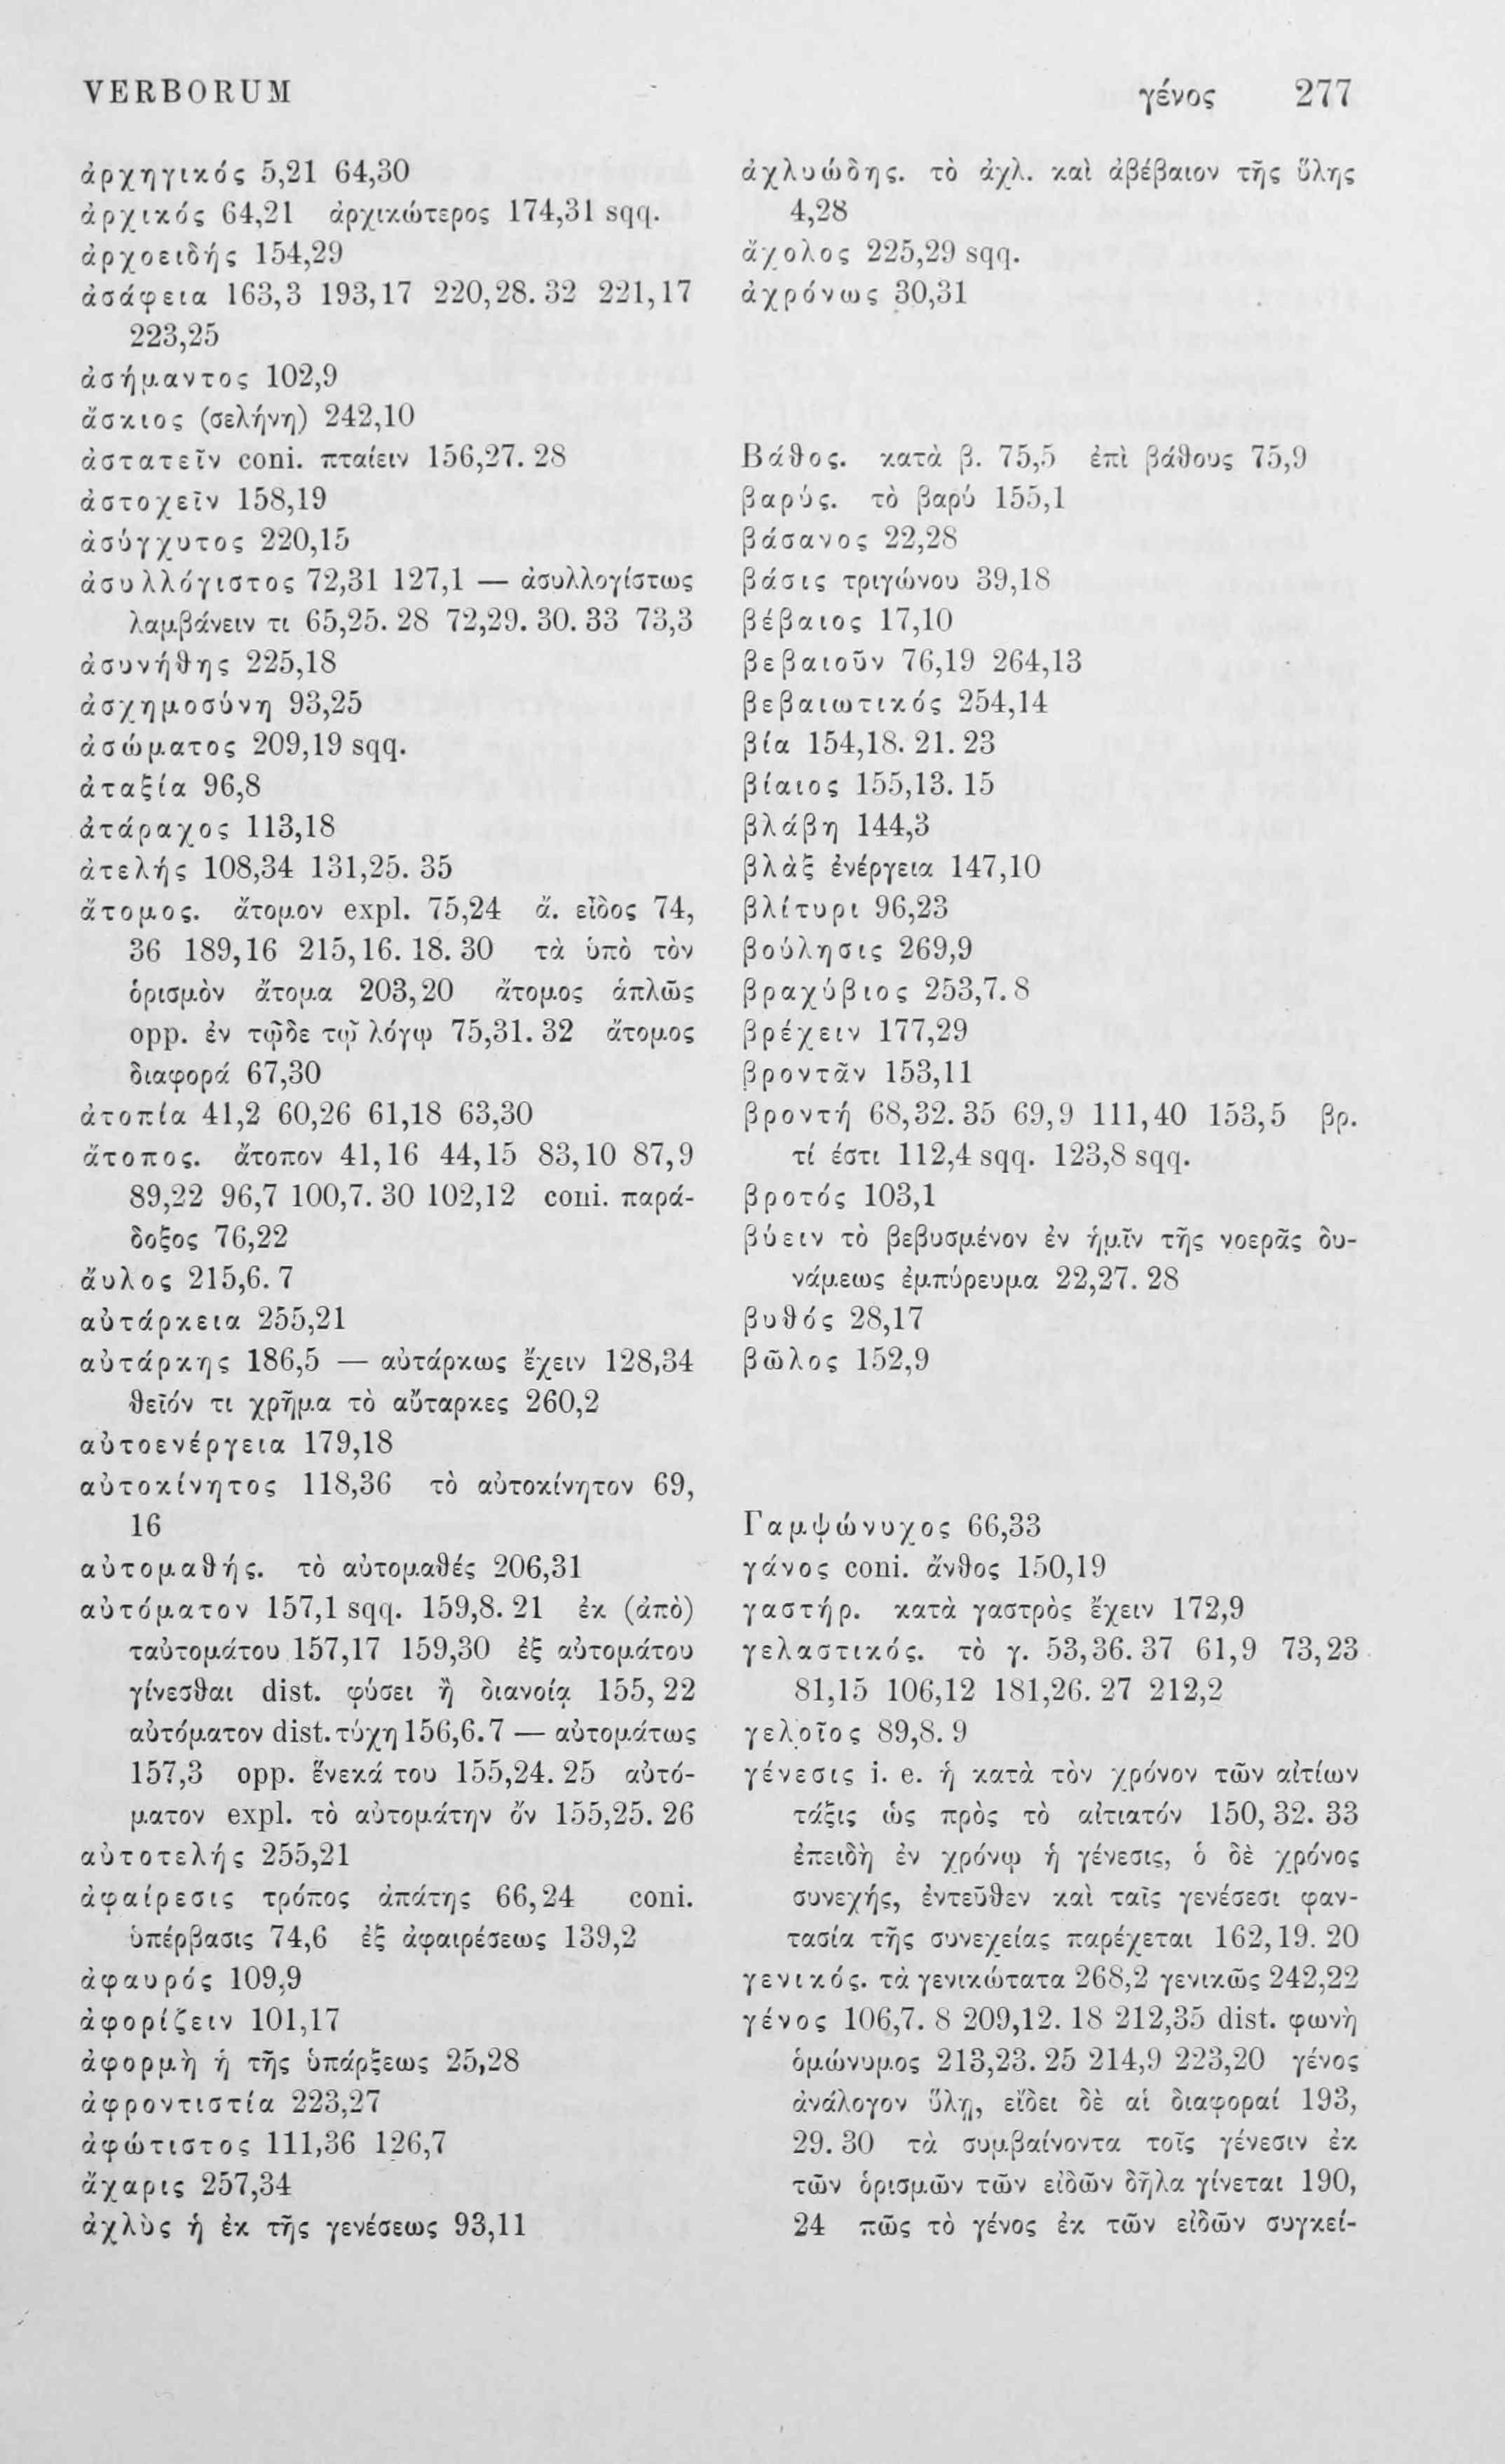 VERBORUM
γένος 277
ἀρχηγικός 5,21 64,30
ἀρχικός 64,21 ἀρχικώτερος 174,31 sqq.
ἀρχοειδής 154,29
ἀσάφεια 163,3 193,17 220,28. 32 221,17
223,25
ἀσήμαντος 102,9
ἄσκιος (σελήνη) 242,10
ἀστατεῖν coni. πταίειν 156,27. 28
ἀστοχεῖν 158,19
ἀσύγχυτος 220,15
ἀσυλλόγιστος 72,31 127,1 — ἀσυλλογίστως
λαμβάνειν τι 65,25. 28 72,29. 30. 33 73,3
ἀσυνήθης 225,18
ἀσχημοσύνη 93,25
ἀσώματος 209,19 sqq.
ἀταξία 96,8
ἀτάραχος 113,18
ἀτελής 108,34 131,25. 35
ἄτομος. ἄτομον expl. 75,24 ἄ. εἶδος 74,
36 189,16 215,16. 18. 30 τὰ ὑπὸ τὸν
ὁρισμὸν ἄτομα 203,20 ἄτομος ἁπλῶς
opp. ἐν τῷδε τῷ λόγῳ 75,31. 32 ἄτομος
διαφορά 67,30
ἀτοπία 41,2 60,26 61,18 63,30
ἄτοπος. ἄτοπον 41,16 44,15 83,10 87,9
89,22 96,7 100,7. 30 102,12 coni. παρά-
δοξος 76,22
ἄυλος 215,6. 7
αὐτάρκεια 255,21
αὐτάρκης 186,5 — αὐτάρκως ἔχειν 128,34
θεῖόν τι χρῆμα τὸ αὔταρκες 260,2
αὐτοενέργεια 179,18
αὐτοκίνητος 118,36 τὸ αὐτοκίνητον 69,
16
αὐτομαθής. τὸ αὐτομαθές 206,31
αὐτόματον 157,1 sqq. 159,8. 21 ἐκ (ἀπὸ)
ταὐτομάτου 157,17 159,30 ἐξ αὐτομάτου
γίνεσθαι dist. φύσει ἢ διανοίᾳ 155, 22
αὐτόματον dist. τύχη 156,6. 7 — αὐτομάτως
157,3 opp. ἕνεκά του 155,24. 25 αὐτό-
ματον expl. τὸ αὐτομάτην ὄν 155,25. 26
αὐτοτελής 255,21
ἀφαίρεσις τρόπος ἀπάτης 66,24 coni.
ὑπέρβασις 74,6 ἐξ ἀφαιρέσεως 139,2
ἀφαυρός 109,9
ἀφορίζειν 101,17
ἀφορμὴ ἡ τῆς ὑπάρξεως 25,28
ἀφροντιστία 223,27
ἀφώτιστος 111,36 126,7
ἄχαρις 257,34
ἀχλὺς ἡ ἐκ τῆς γενέσεως 93,11
ἀχλυώδης. τὸ ἀχλ. καὶ ἀβέβαιον τῆς ὕλης
4,28
ἄχολος 225,29 sqq.
ἀχρόνως 30,31
Βάθος. κατὰ β. 75,5 ἐπὶ βάθους 75,9
βαρύς. τὸ βαρύ 155,1
βάσανος 22,28
βάσις τριγώνου 39,18
βέβαιος 17,10
βεβαιοῦν 76,19 264,13
βεβαιωτικός 254,14
βία 154,18. 21. 23
βίαιος 155,13. 15
βλάβη 144,3
βλὰξ ἐνέργεια 147,10
βλίτυρι 96,23
βούλησις 269,9
βραχύβιος 253,7. 8
βρέχειν 177,29
βροντᾶν 153,11
βροντή 68,32. 35 69,9 111,40 153,5 βρ.
τί ἐστι 112,4 sqq. 123,8 sqq.
βροτός 103,1
βύειν τὸ βεβυσμένον ἐν ἡμῖν τῆς νοερᾶς δυ-
νάμεως ἐμπύρευμα 22,27. 28
βυθός 28,17
βῶλος 152,9
Γαμψώνυχος 66,33
γάνος coni. ἄνθος 150,19
γαστήρ. κατὰ γαστρὸς ἔχειν 172,9
γελαστικός. τὸ γ. 53,36. 37 61,9 73,23
81,15 106,12 181,26. 27 212,2
γελοῖος 89,8. 9
γένεσις i. e. ἡ κατὰ τὸν χρόνον τῶν αἰτίων
τάξις ὡς πρὸς τὸ αἰτιατόν 150, 32. 33
ἐπειδὴ ἐν χρόνῳ ἡ γένεσις, ὁ δὲ χρόνος
συνεχής, ἐντεῦθεν καὶ ταῖς γενέσεσι φαν-
τασία τῆς συνεχείας παρέχεται 162,19. 20
γενικός. τὰ γενικώτατα 268,2 γενικῶς 242,22
γένος 106,7. 8 209,12. 18 212,35 dist. φωνὴ
ὁμώνυμος 213,23. 25 214,9 223,20 γένος
ἀνάλογον ὕλῃ, εἴδει δὲ αἱ διαφοραί 193,
29. 30 τὰ συμβαίνοντα τοῖς γένεσιν ἐκ
τῶν ὁρισμῶν τῶν εἰδῶν δῆλα γίνεται 190,
24 πῶς τὸ γένος ἐκ τῶν εἰδῶν συγκεί-